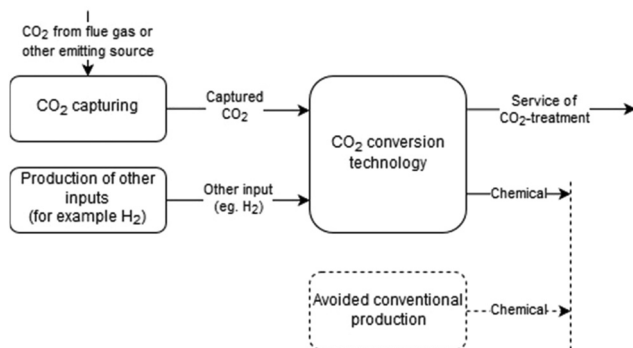 CO₂ from flue gas or
other emitting source
CO₂ capturing
Captured
CO₂
CO₂ conversion
technology
Service of
CO₂-treatment
Production of other
inputs
(for example H₂)
Other input
(eg. H₂)
Chemical
Avoided conventional
production
Chemical